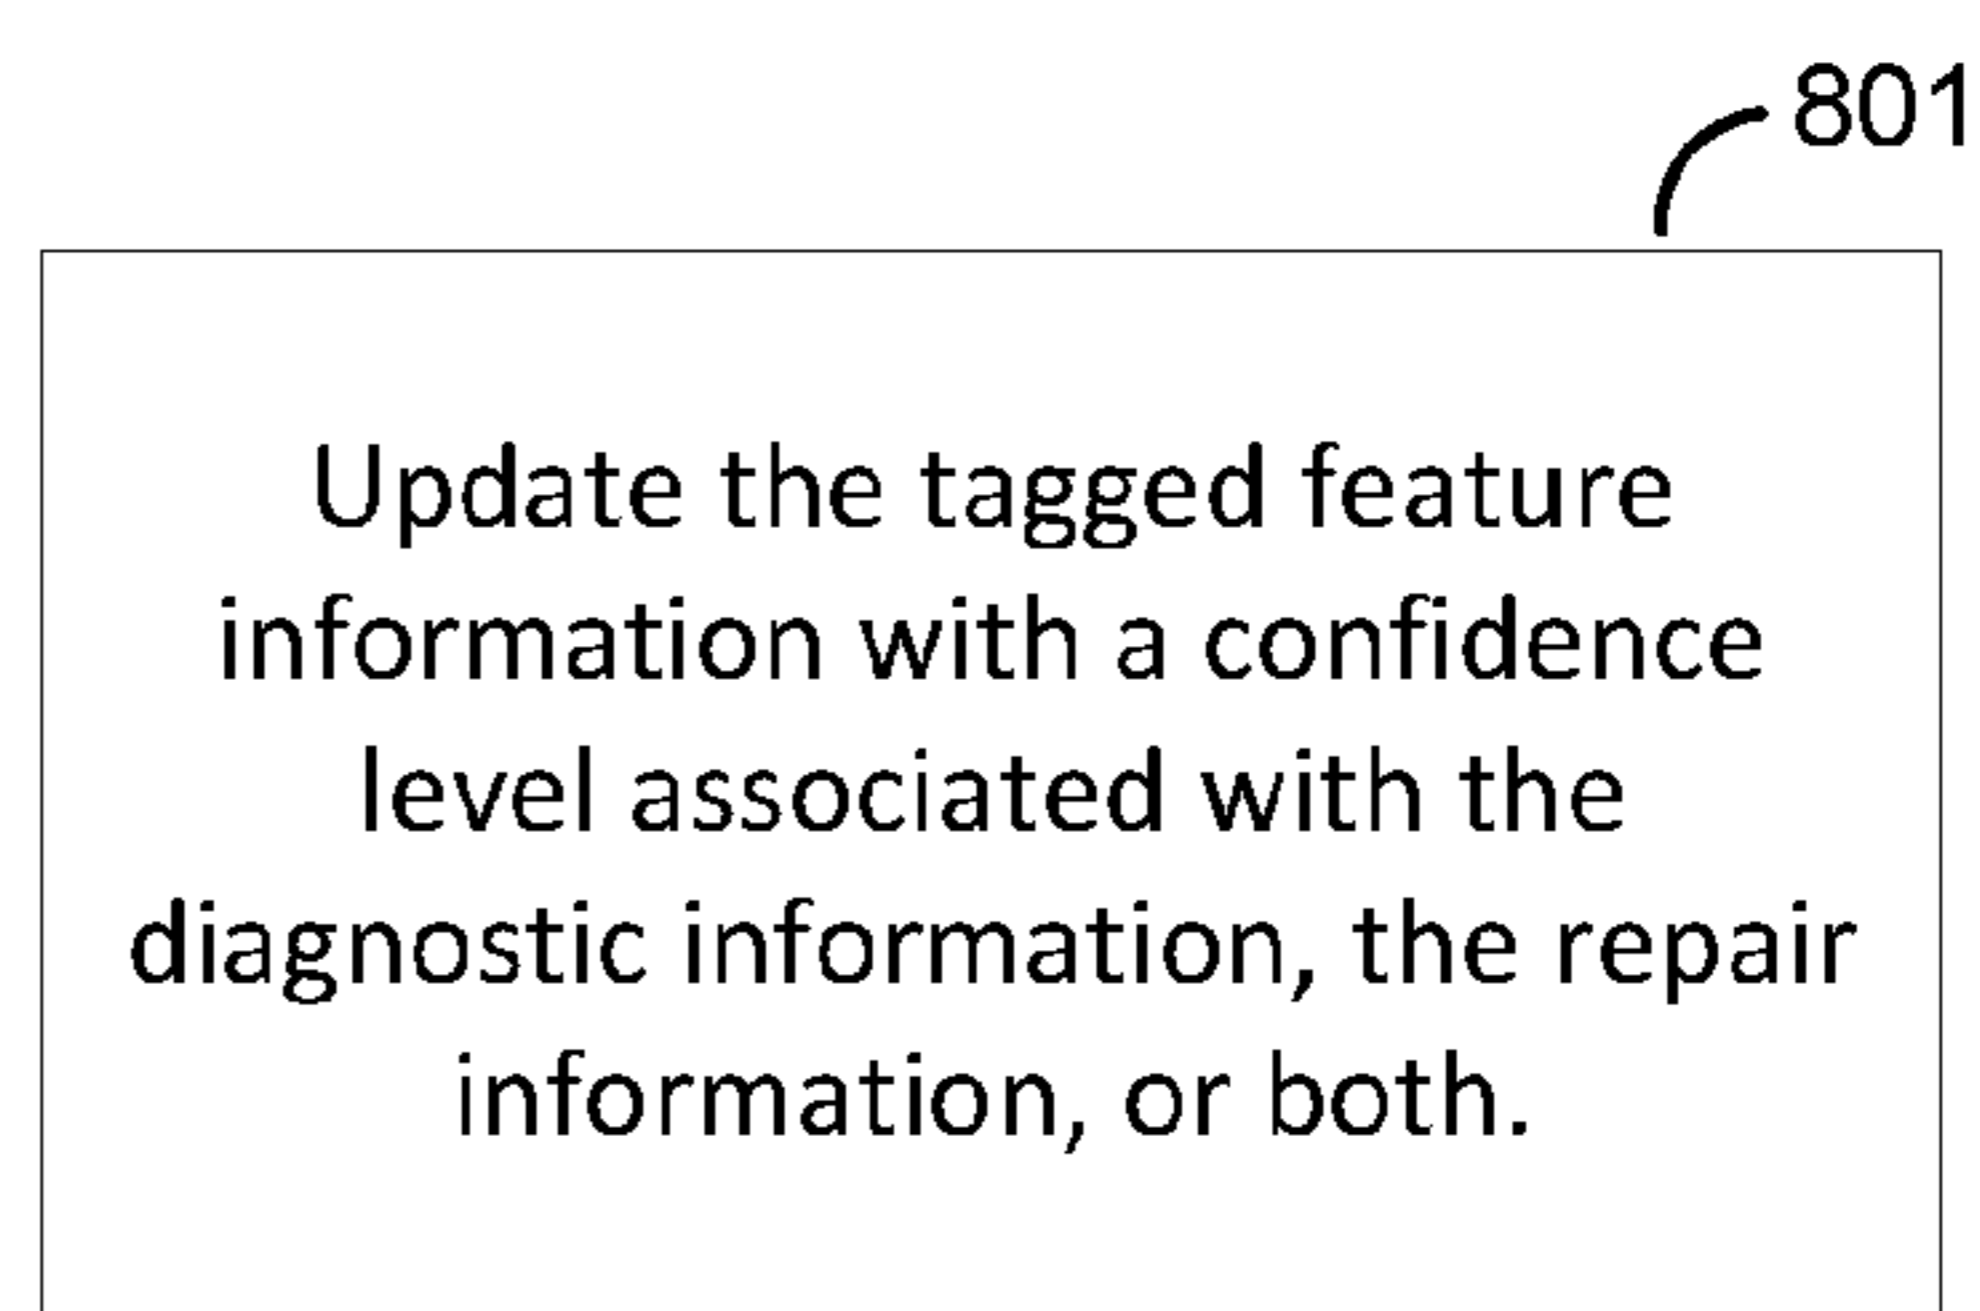 801
Update the tagged feature
information with a confidence
level associated with the
diagnostic information, the repair
information, or both.